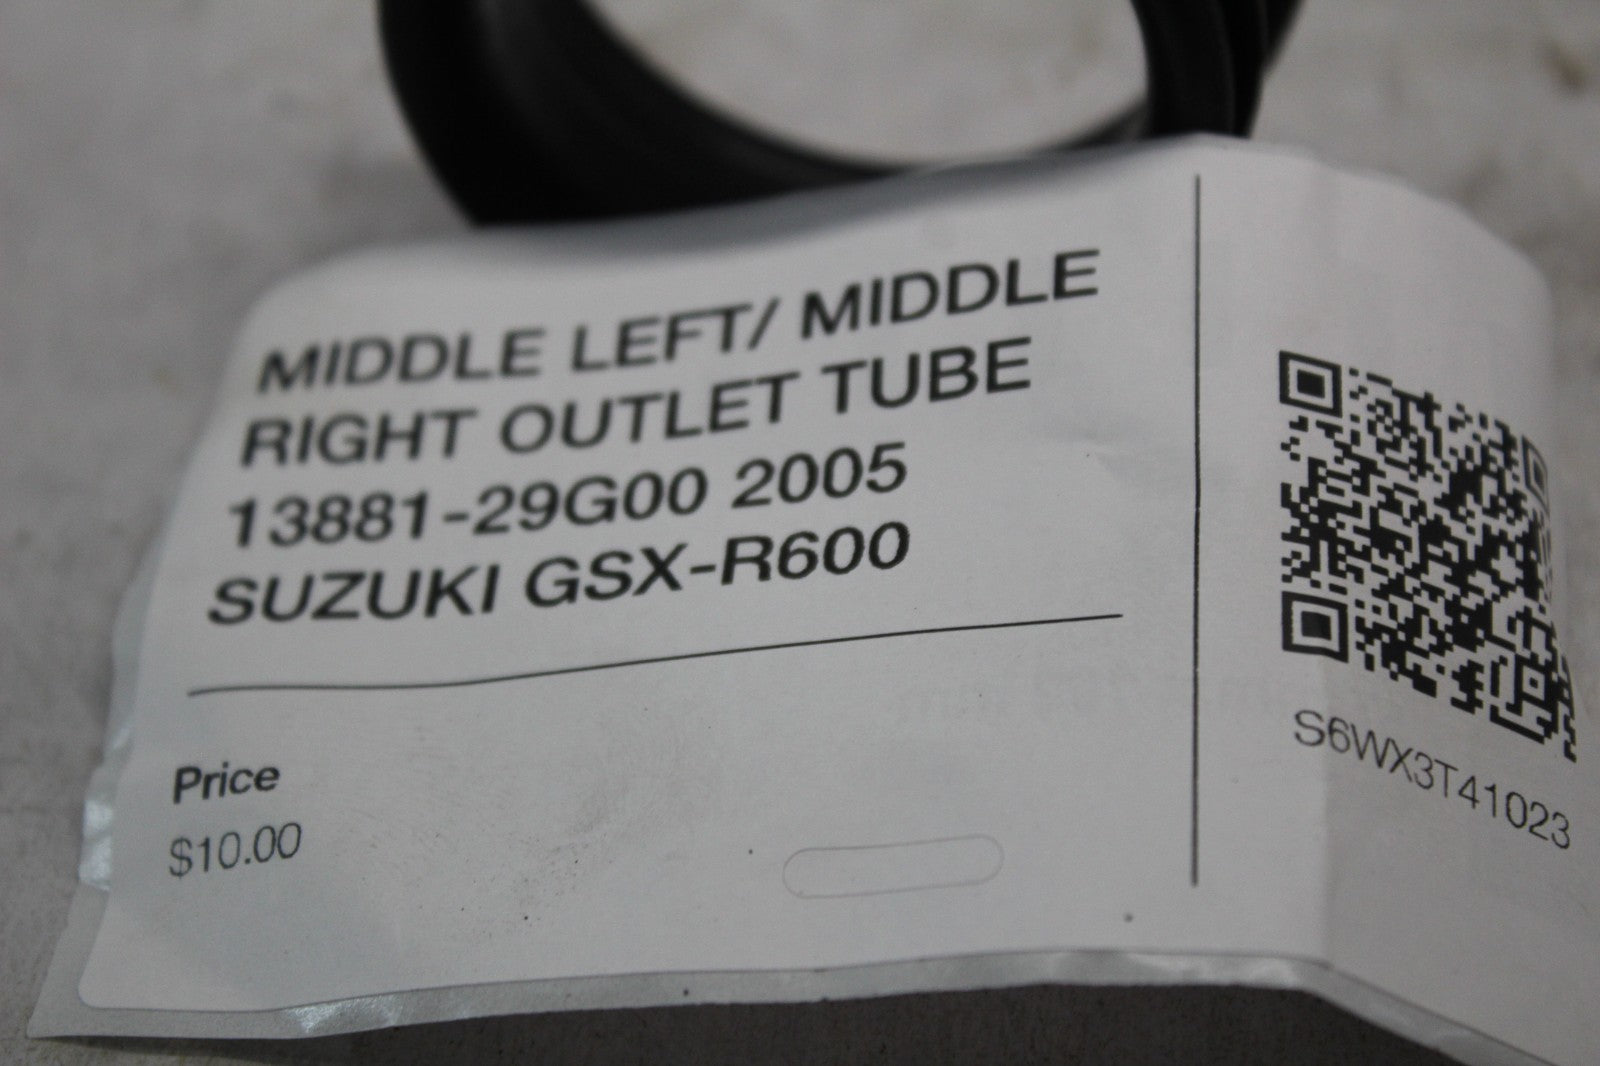 MIDDLE LEFT/ MIDDLE
RIGHT OUTLET TUBE
13881-29G00 2005
SUZUKI GSX-R600
Price
$10.00
S6WX3T41023